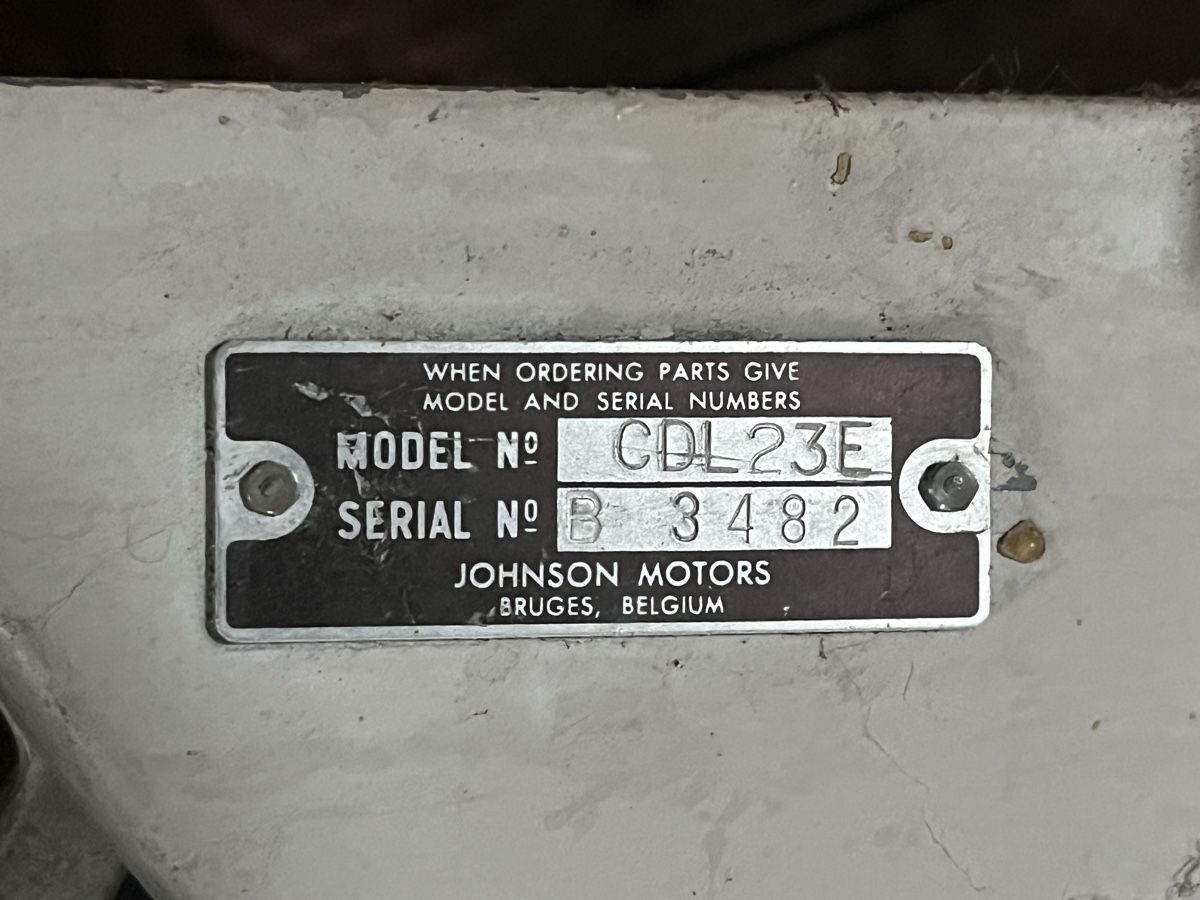 WHEN ORDERING PARTS GIVE
MODEL AND SERIAL NUMBERS
MODEL Nº CDL23E
SERIAL Nº B 3482
JOHNSON MOTORS
BRUGES, BELGIUM